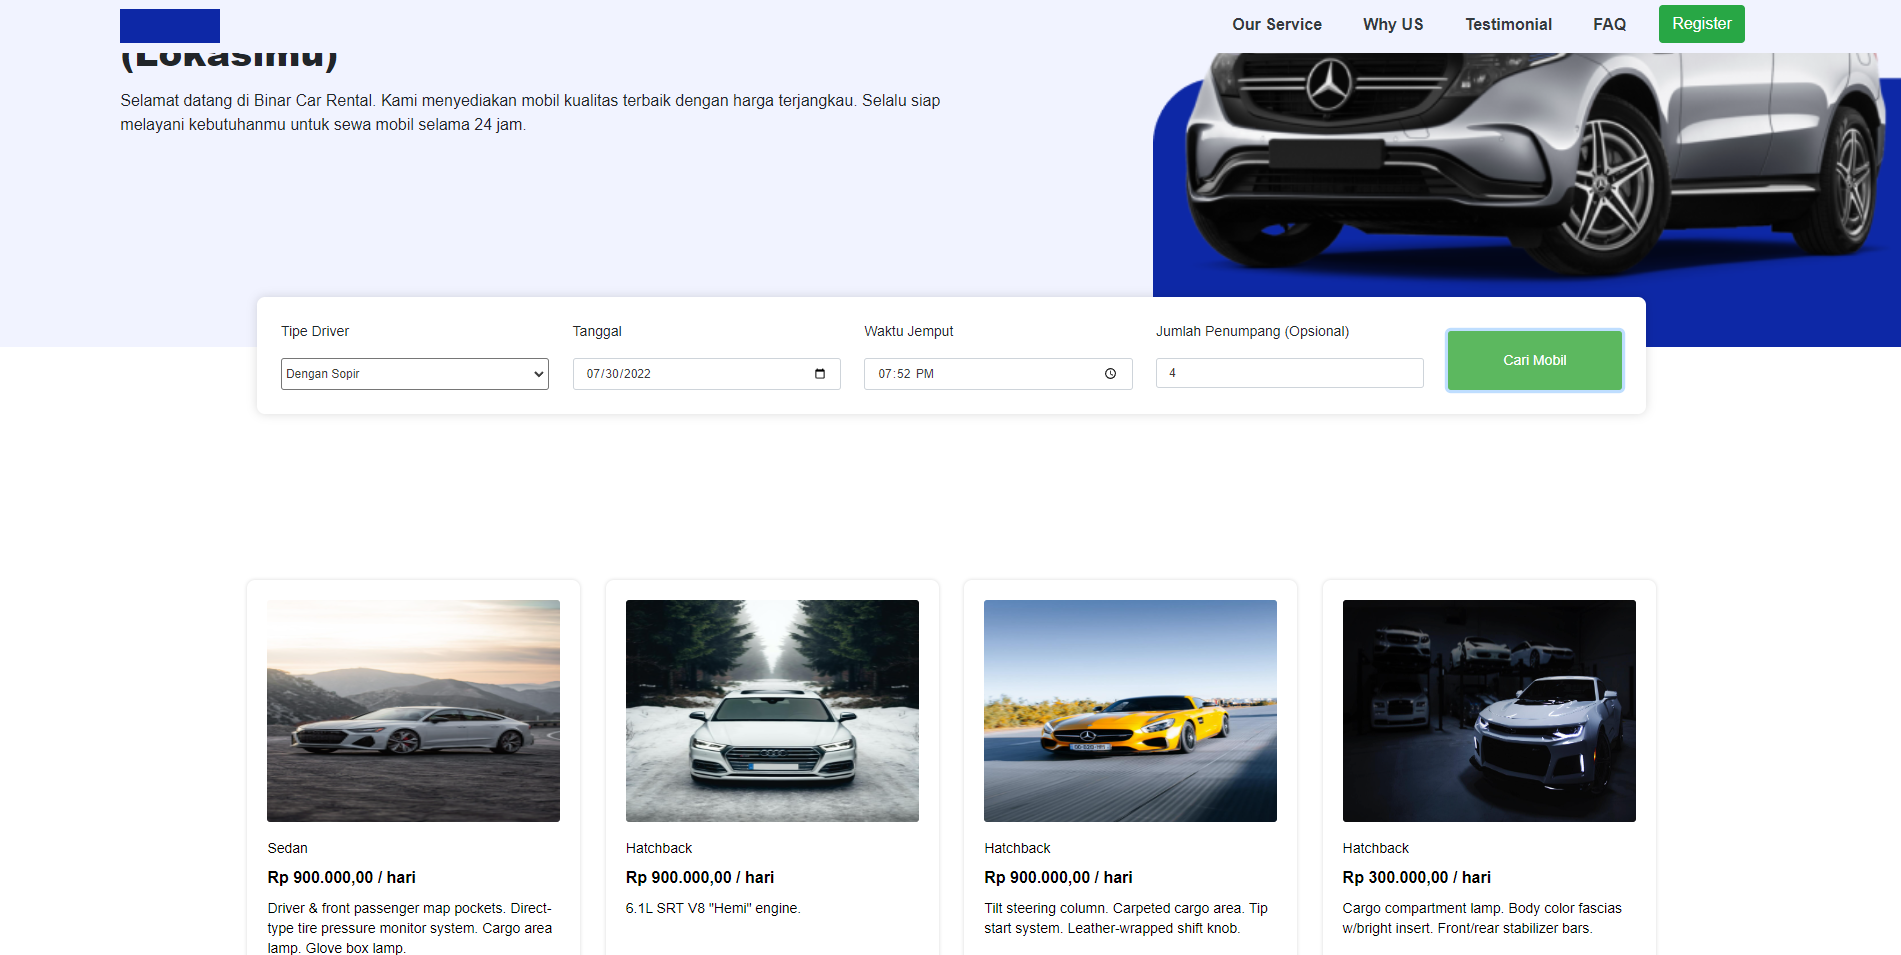 Our Service
Why US
Testimonial
FAQ
Register
(Lokasimu)
Selamat datang di Binar Car Rental. Kami menyediakan mobil kualitas terbaik dengan harga terjangkau. Selalu siap
melayani kebutuhanmu untuk sewa mobil selama 24 jam.
Tipe Driver
Tanggal
Waktu Jemput
Jumlah Penumpang (Opsional)
Dengan Sopir
07/30/2022
07:52 PM
4
Cari Mobil
Sedan
Rp 900.000,00 / hari
Driver & front passenger map pockets. Direct-
type tire pressure monitor system. Cargo area
lamp. Glove box lamp.
Hatchback
Rp 900.000,00 / hari
6.1L SRT V8 "Hemi" engine.
Hatchback
Rp 900.000,00 / hari
Tilt steering column. Carpeted cargo area. Tip
start system. Leather-wrapped shift knob.
Hatchback
Rp 300.000,00 / hari
Cargo compartment lamp. Body color fascias
w/bright insert. Front/rear stabilizer bars.